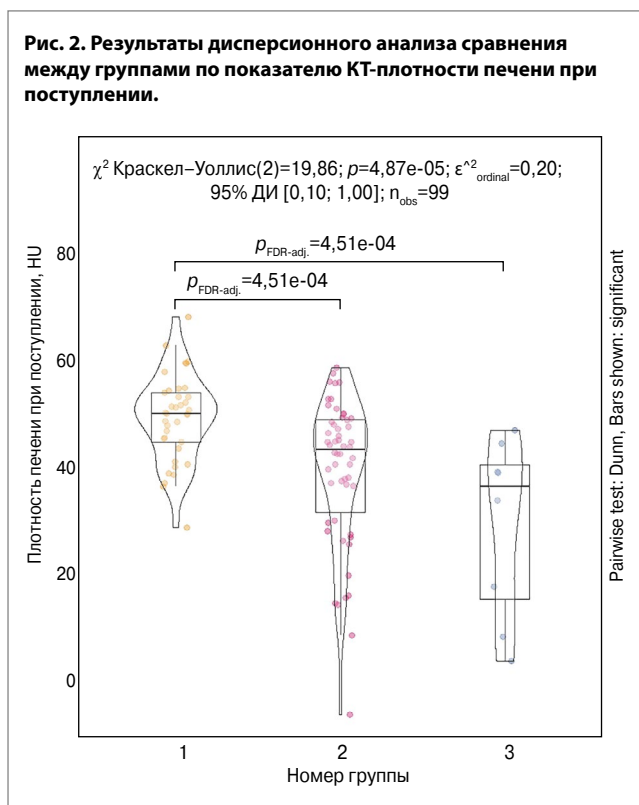 Рис. 2. Результаты дисперсионного анализа сравнения
между группами по показателю КТ-плотности печени при
поступлении.
χ² Краскел–Уоллис(2)=19,86; p=4,87e-05; ε^²ordinal=0,20;
95% ДИ [0,10; 1,00]; nobs=99
pFDR-adj.=4,51e-04
pFDR-adj.=4,51e-04
Плотность печени при поступлении, HU
80
60
40
20
0
1 2 3
Номер группы
Pairwise test: Dunn, Bars shown: significant